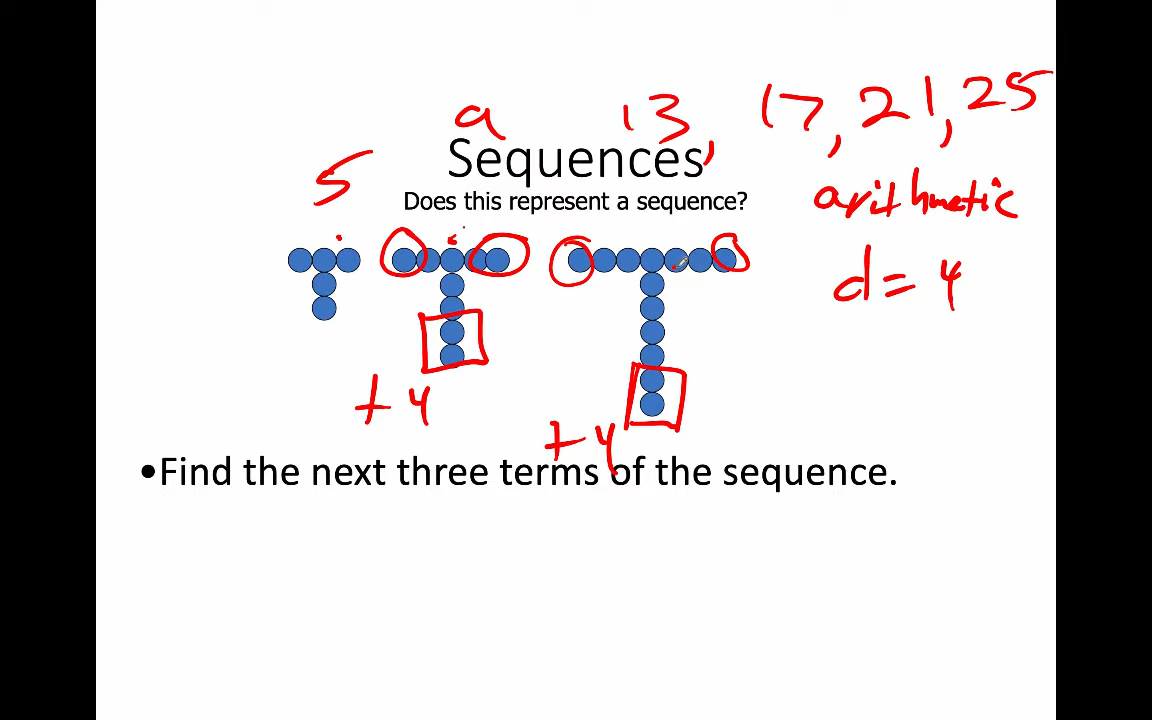 5 9 13, 17, 21, 25
Sequences
Does this represent a sequence?
arithmetic
d = 4
+4
+4
•Find the next three terms of the sequence.